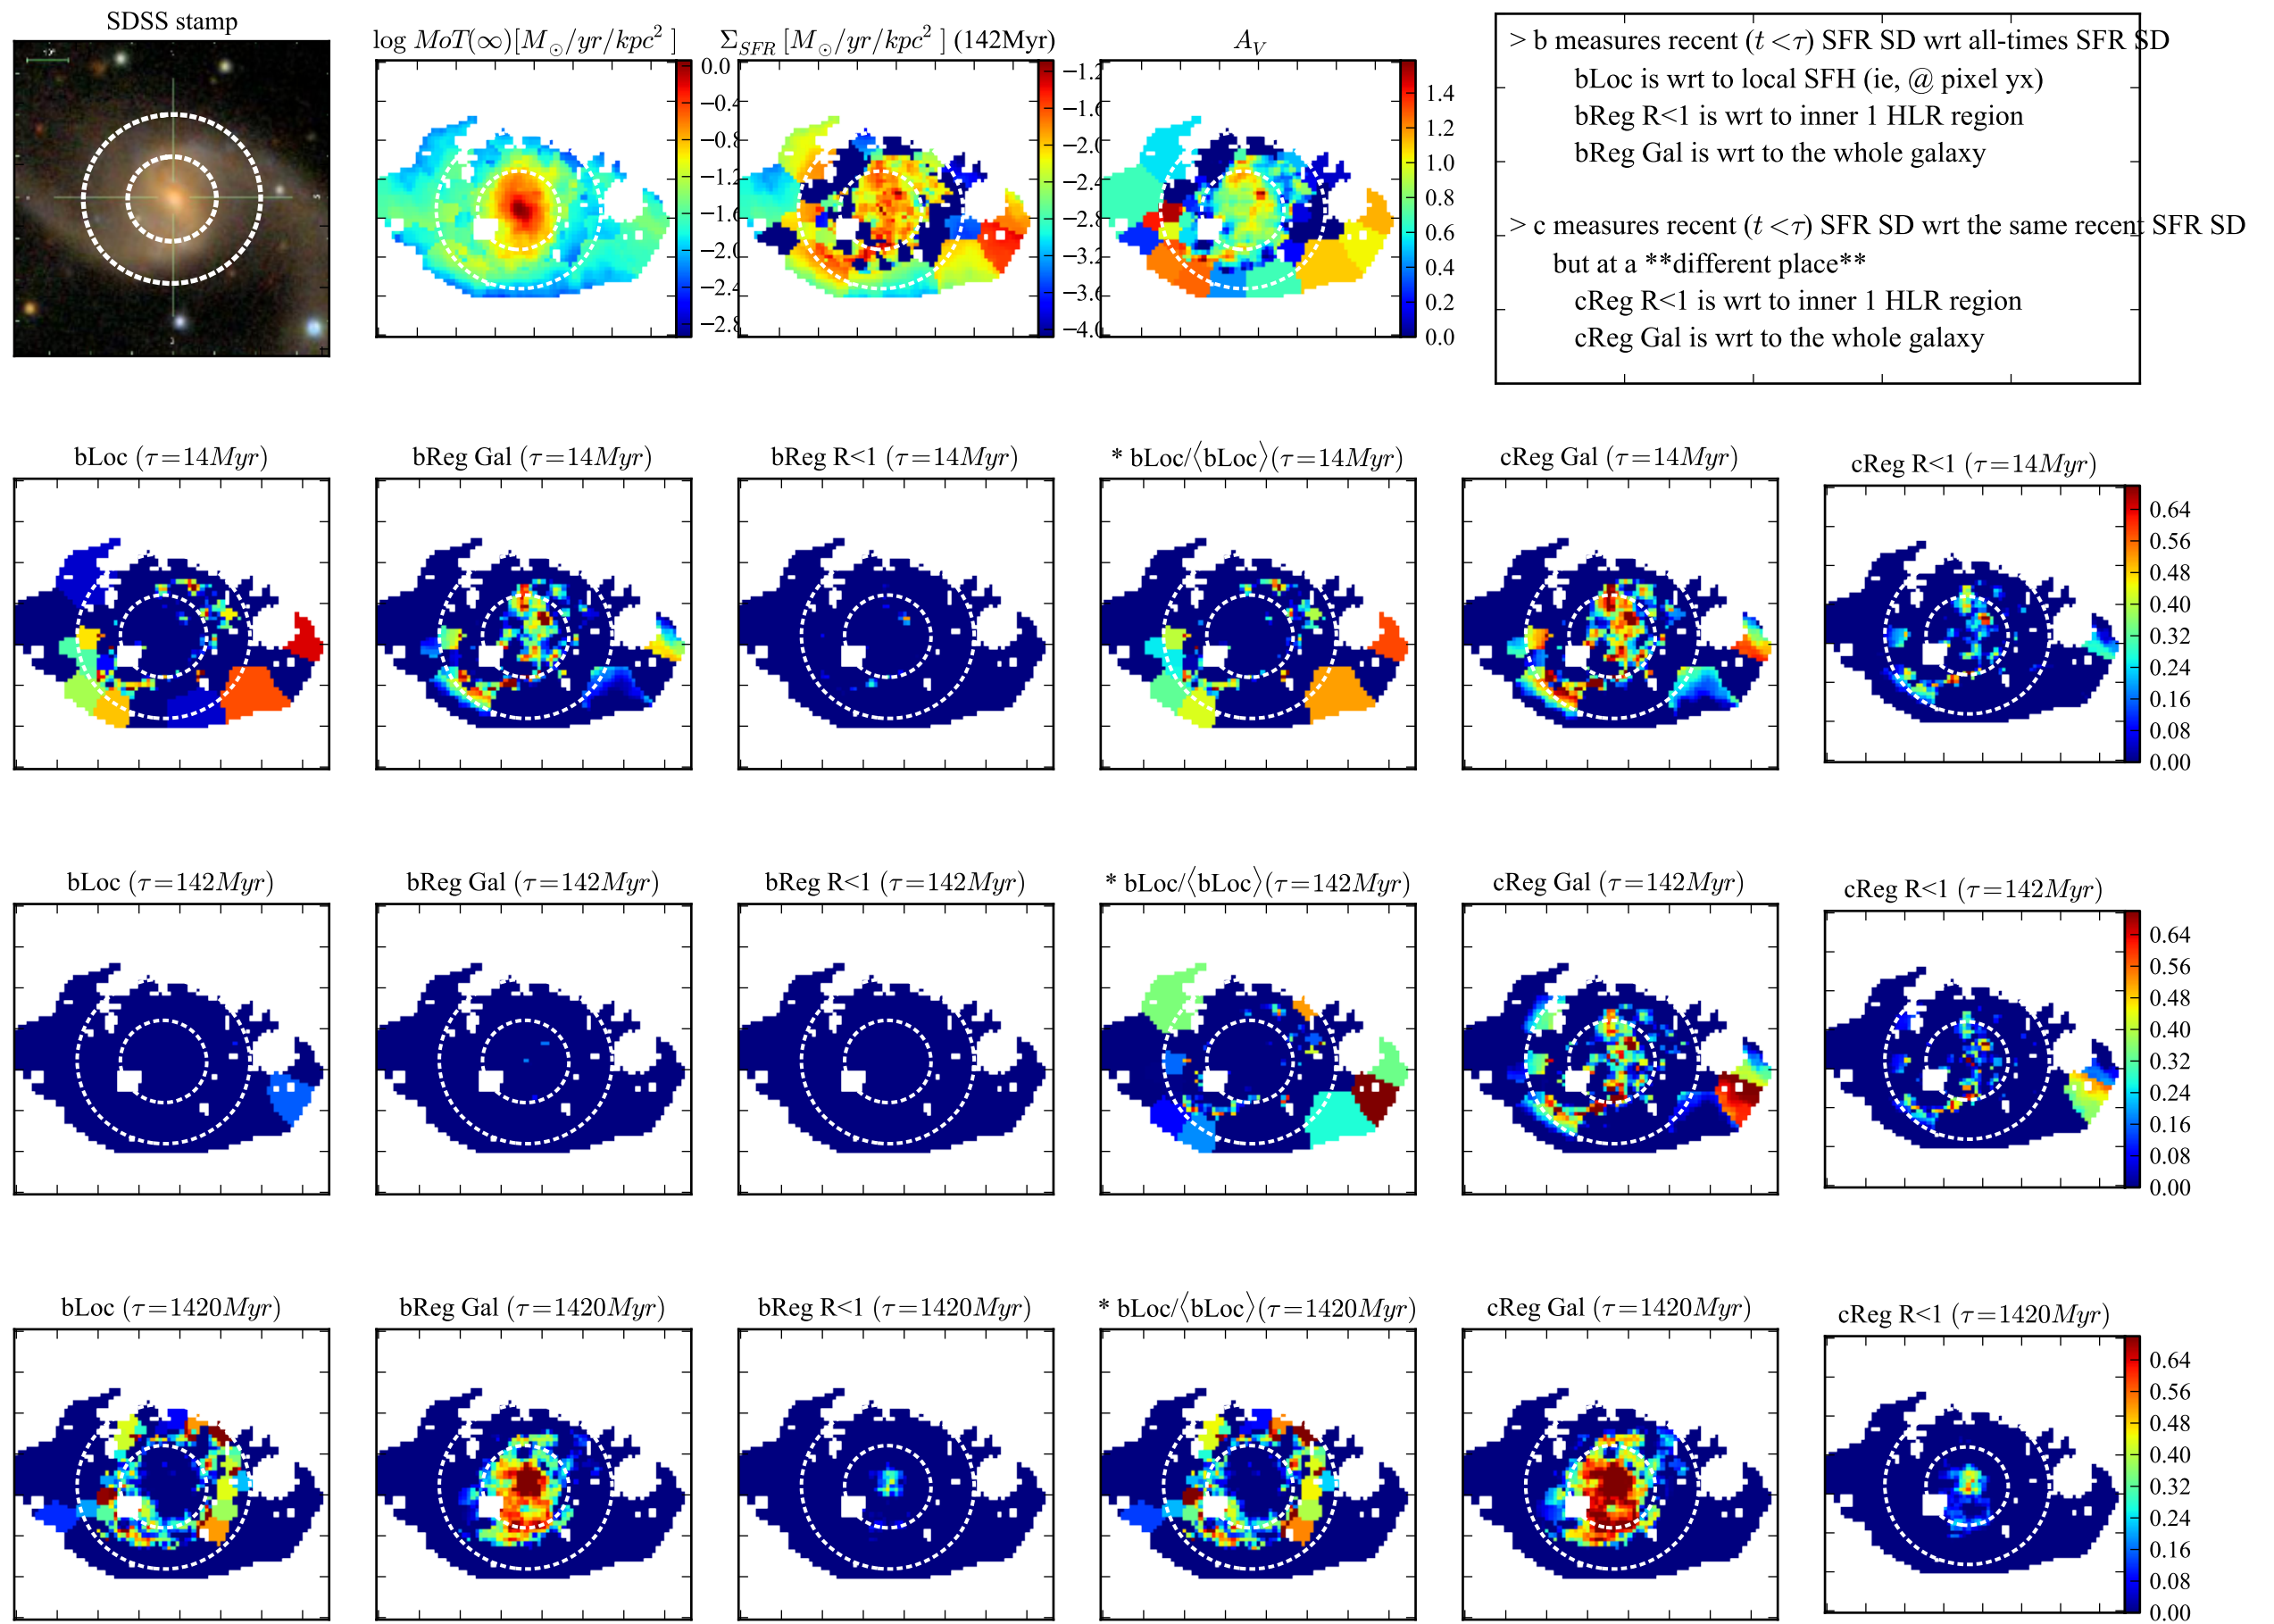 SDSS stamp
log MoT(∞)[M⊙/yr/kpc² ]
Σ_SFR [M⊙/yr/kpc² ] (142Myr)
A_V
0.0
−0.4
−0.8
−1.2
−1.6
−2.0
−2.4
−2.8
−1.2
−1.6
−2.0
−2.4
−2.8
−3.2
−3.6
−4.0
1.4
1.2
1.0
0.8
0.6
0.4
0.2
0.0
> b measures recent (t <τ) SFR SD wrt all-times SFR SD
bLoc is wrt to local SFH (ie, @ pixel yx)
bReg R<1 is wrt to inner 1 HLR region
bReg Gal is wrt to the whole galaxy
> c measures recent (t <τ) SFR SD wrt the same recent SFR SD
but at a **different place**
cReg R<1 is wrt to inner 1 HLR region
cReg Gal is wrt to the whole galaxy
bLoc (τ=14Myr)
bReg Gal (τ=14Myr)
bReg R<1 (τ=14Myr)
* bLoc/⟨bLoc⟩(τ=14Myr)
cReg Gal (τ=14Myr)
cReg R<1 (τ=14Myr)
0.64
0.56
0.48
0.40
0.32
0.24
0.16
0.08
0.00
bLoc (τ=142Myr)
bReg Gal (τ=142Myr)
bReg R<1 (τ=142Myr)
* bLoc/⟨bLoc⟩(τ=142Myr)
cReg Gal (τ=142Myr)
cReg R<1 (τ=142Myr)
0.64
0.56
0.48
0.40
0.32
0.24
0.16
0.08
0.00
bLoc (τ=1420Myr)
bReg Gal (τ=1420Myr)
bReg R<1 (τ=1420Myr)
* bLoc/⟨bLoc⟩(τ=1420Myr)
cReg Gal (τ=1420Myr)
cReg R<1 (τ=1420Myr)
0.64
0.56
0.48
0.40
0.32
0.24
0.16
0.08
0.00